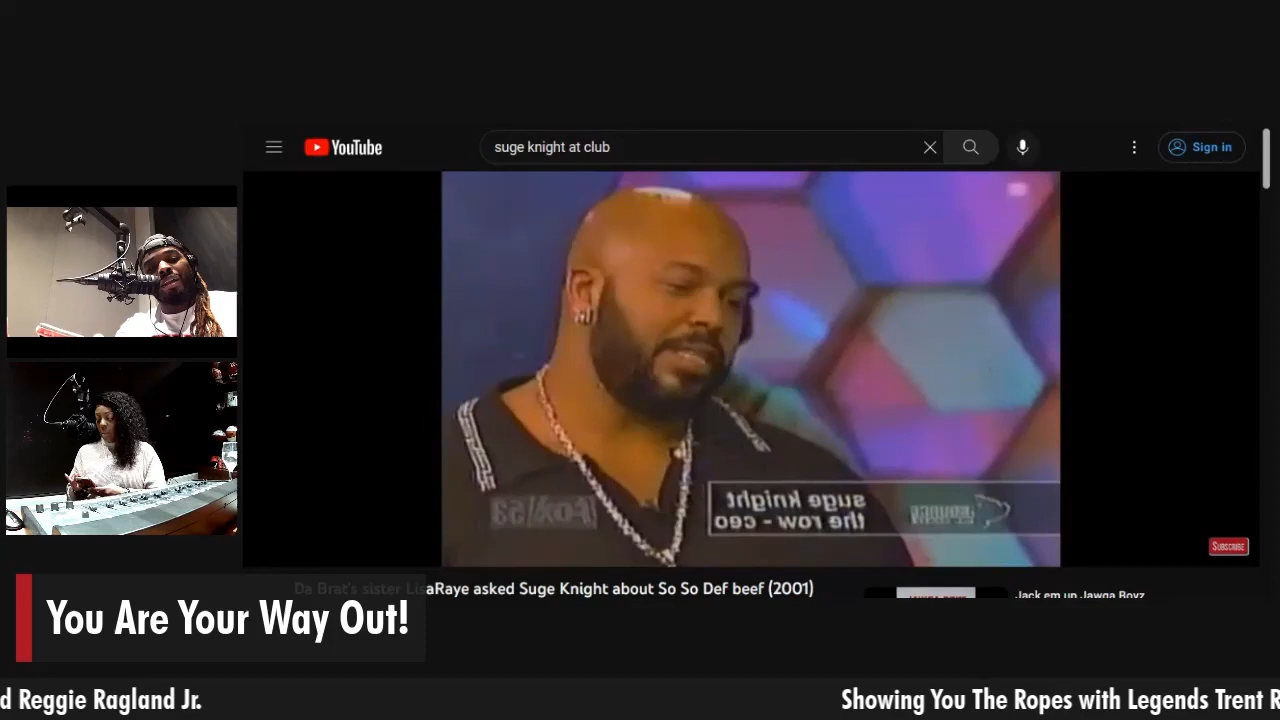 YouTube
suge knight at club
Sign in
suge knight
the row - ceo
FOX/53
SUBSCRIBE
Da Brat's sister LisaRaye asked Suge Knight about So So Def beef (2001)
Jack em up Jawga Boyz
You Are Your Way Out!
d Reggie Ragland Jr.
Showing You The Ropes with Legends Trent R